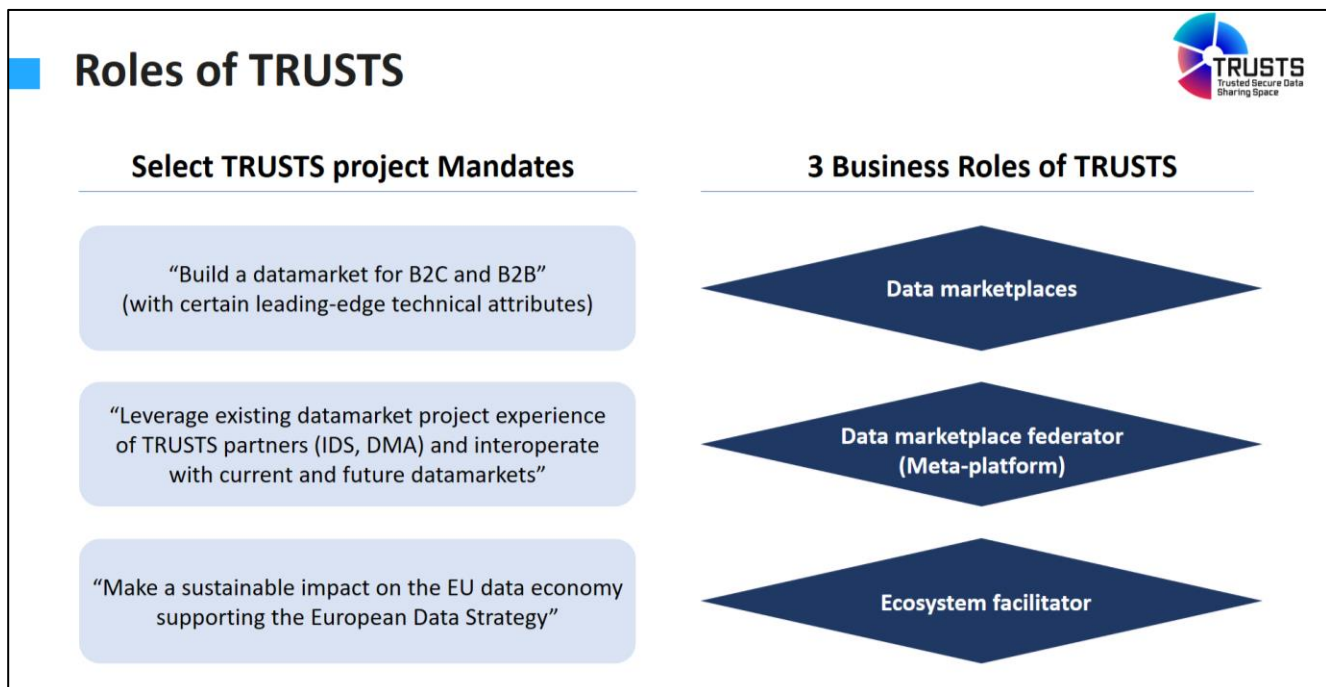 Roles of TRUSTS
TRUSTS
Trusted Secure Data
Sharing Space
Select TRUSTS project Mandates
“Build a datamarket for B2C and B2B”
(with certain leading-edge technical attributes)
“Leverage existing datamarket project experience
of TRUSTS partners (IDS, DMA) and interoperate
with current and future datamarkets”
“Make a sustainable impact on the EU data economy
supporting the European Data Strategy”
3 Business Roles of TRUSTS
Data marketplaces
Data marketplace federator
(Meta-platform)
Ecosystem facilitator